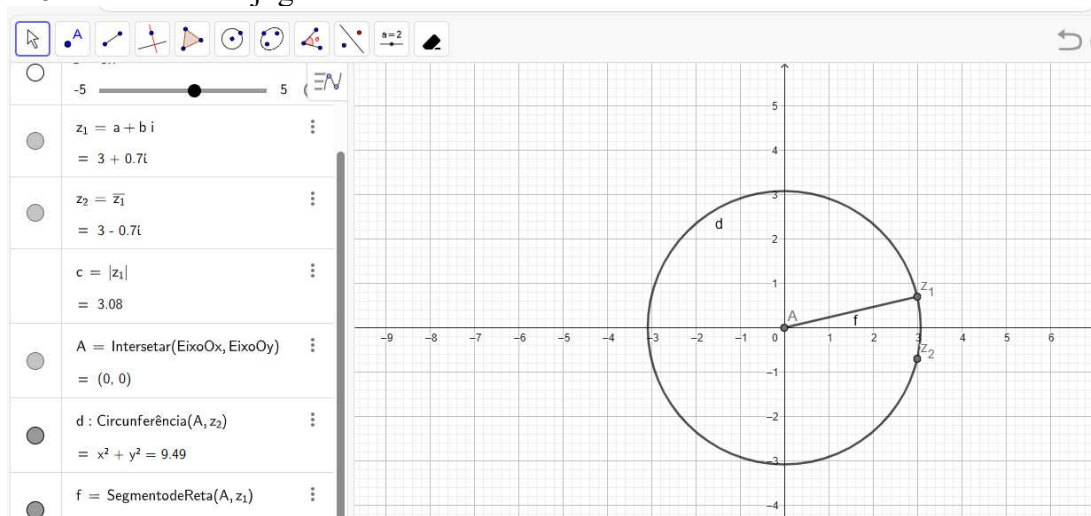 A
a=2
-5
5
z₁ = a + b i
= 3 + 0.7i
z₂ = z̅₁
= 3 - 0.7i
c = |z₁|
= 3.08
A = Intersetar(EixoOx, EixoOy)
= (0, 0)
d : Circunferência(A, z₂)
= x² + y² = 9.49
f = SegmentodeReta(A, z₁)
5
4
3
d
2
1
z₁
A
f
-9 -8 -7 -6 -5 -4 -3 -2 -1 0 1 2 3 4 5 6
z₂
-1
-2
-3
-4